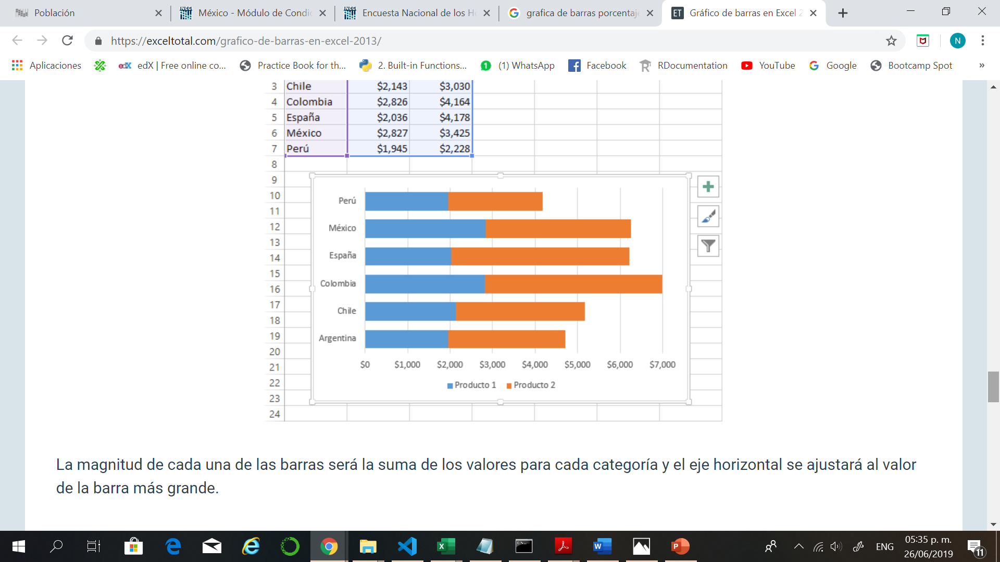 Población
México - Módulo de Condic
Encuesta Nacional de los H
grafica de barras porcentaje
ET
Gráfico de barras en Excel 2
https://exceltotal.com/grafico-de-barras-en-excel-2013/
N
Aplicaciones
edX
edX | Free online co...
Practice Book for th...
2. Built-in Functions...
1
(1) WhatsApp
Facebook
RDocumentation
YouTube
Google
Bootcamp Spot
»
3 Chile $2,143 $3,030
4 Colombia $2,826 $4,164
5 España $2,036 $4,178
6 México $2,827 $3,425
7 Perú $1,945 $2,228
8
9
10
11
12
13
14
15
16
17
18
19
20
21
22
23
24
Perú
México
España
Colombia
Chile
Argentina
$0 $1,000 $2,000 $3,000 $4,000 $5,000 $6,000 $7,000
Producto 1 Producto 2
La magnitud de cada una de las barras será la suma de los valores para cada categoría y el eje horizontal se ajustará al valor
de la barra más grande.
ENG
05:35 p. m.
26/06/2019
11